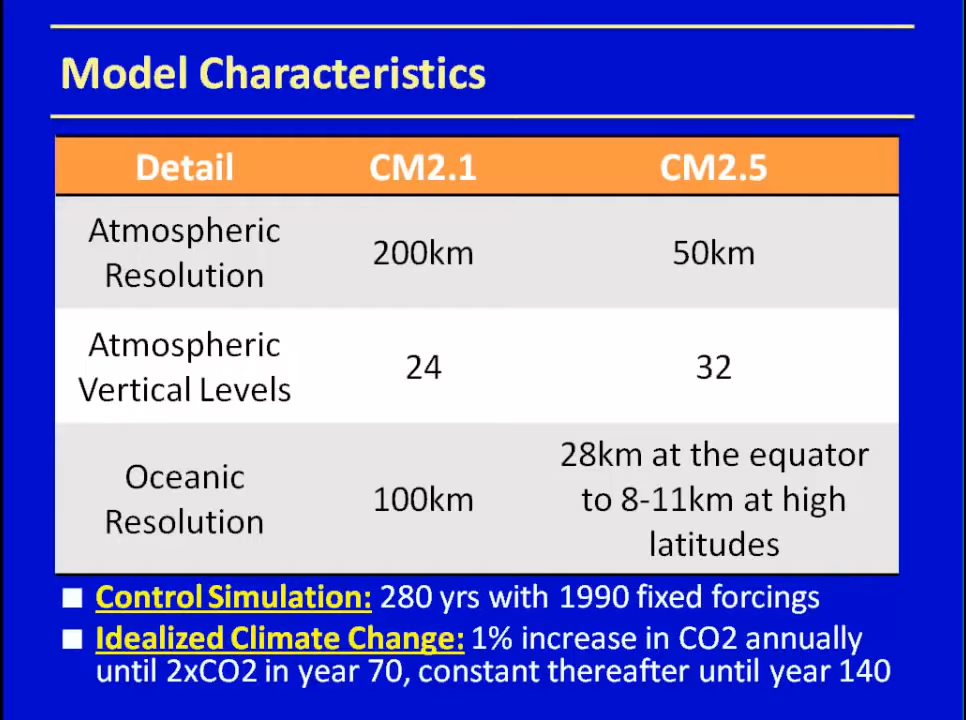 Model Characteristics
Detail CM2.1 CM2.5
Atmospheric
Resolution
200km
50km
Atmospheric
Vertical Levels
24
32
Oceanic
Resolution
100km
28km at the equator
to 8-11km at high
latitudes
■ Control Simulation: 280 yrs with 1990 fixed forcings
■ Idealized Climate Change: 1% increase in CO2 annually
until 2xCO2 in year 70, constant thereafter until year 140